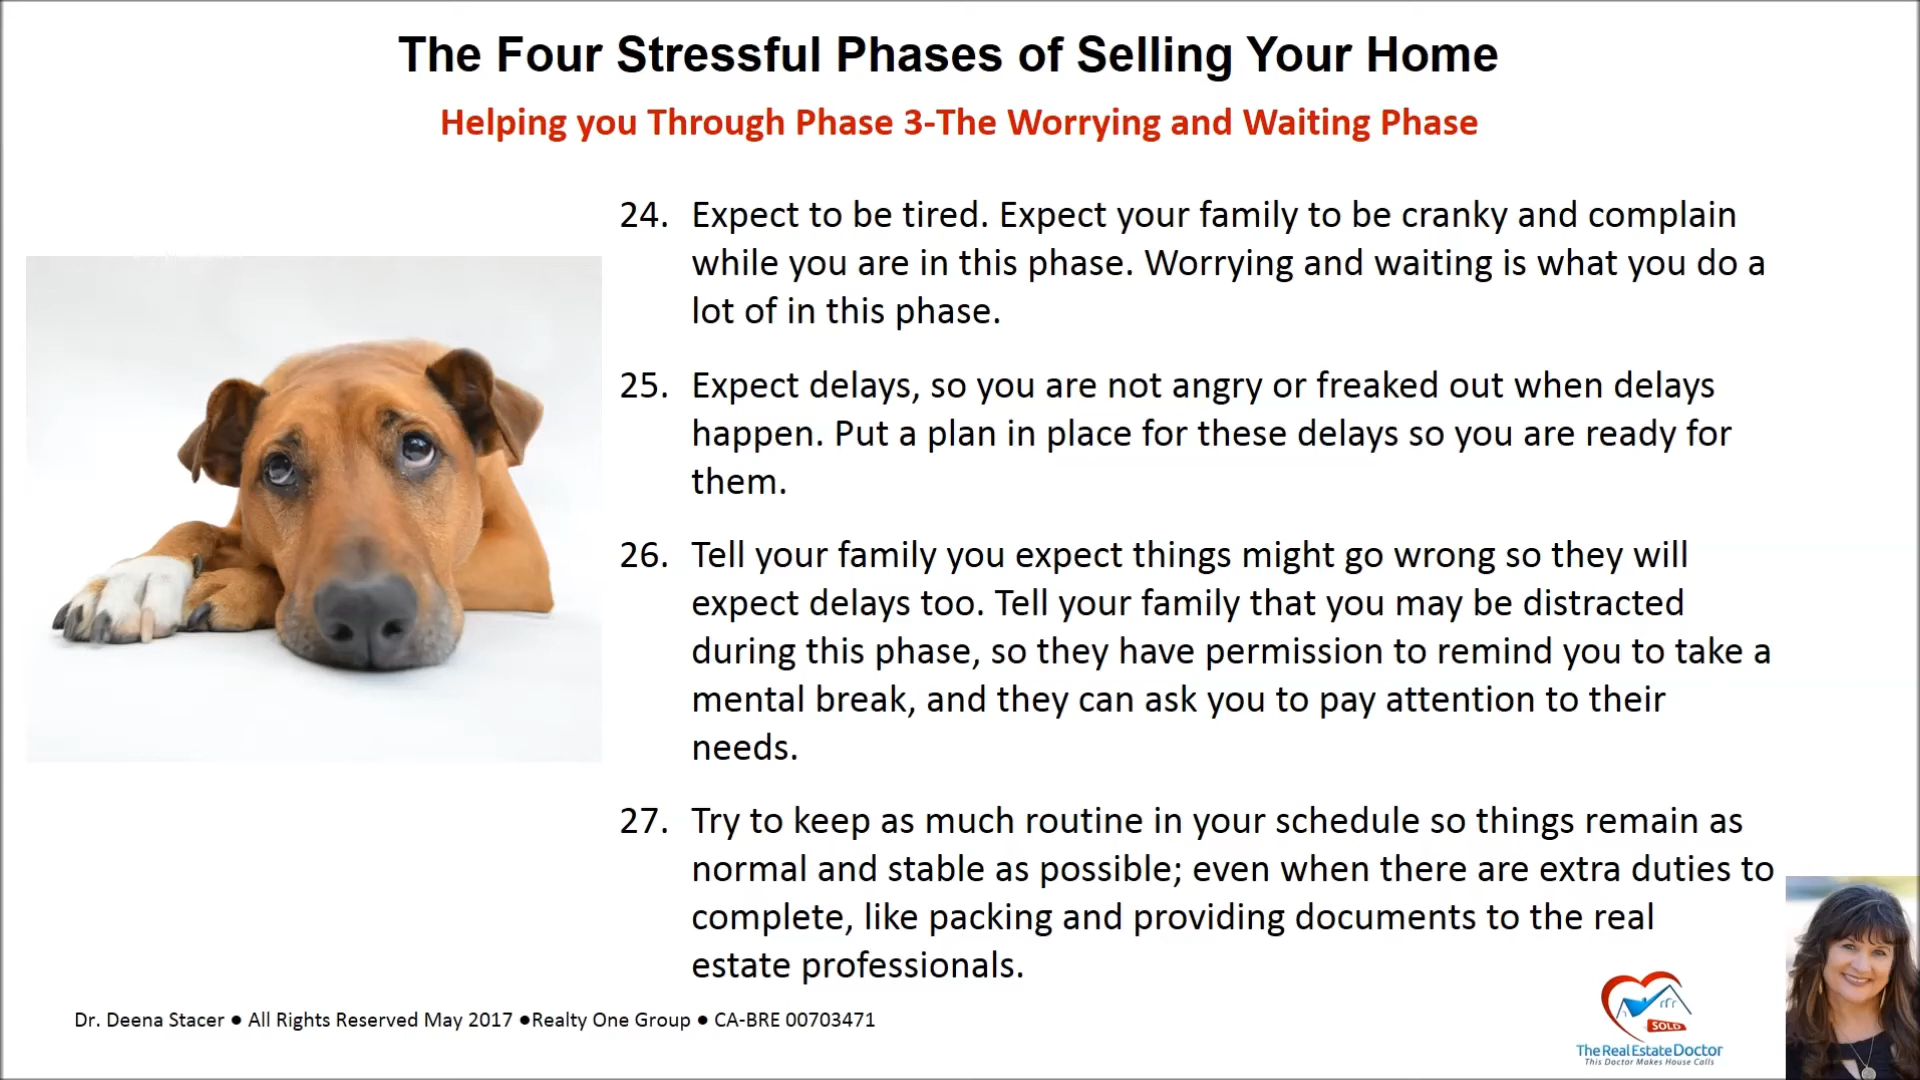 The Four Stressful Phases of Selling Your Home
Helping you Through Phase 3-The Worrying and Waiting Phase
24. Expect to be tired. Expect your family to be cranky and complain
while you are in this phase. Worrying and waiting is what you do a
lot of in this phase.
25. Expect delays, so you are not angry or freaked out when delays
happen. Put a plan in place for these delays so you are ready for
them.
26. Tell your family you expect things might go wrong so they will
expect delays too. Tell your family that you may be distracted
during this phase, so they have permission to remind you to take a
mental break, and they can ask you to pay attention to their
needs.
27. Try to keep as much routine in your schedule so things remain as
normal and stable as possible; even when there are extra duties to
complete, like packing and providing documents to the real
estate professionals.
Dr. Deena Stacer ● All Rights Reserved May 2017 ●Realty One Group ● CA-BRE 00703471
SOLD
The Real Estate Doctor
This Doctor Makes House Calls